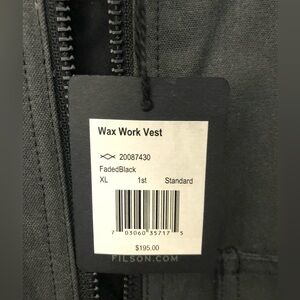 Wax Work Vest
20087430
FadedBlack
XL 1st Standard
7 03060 35717 5
$195.00
FILSON.COM